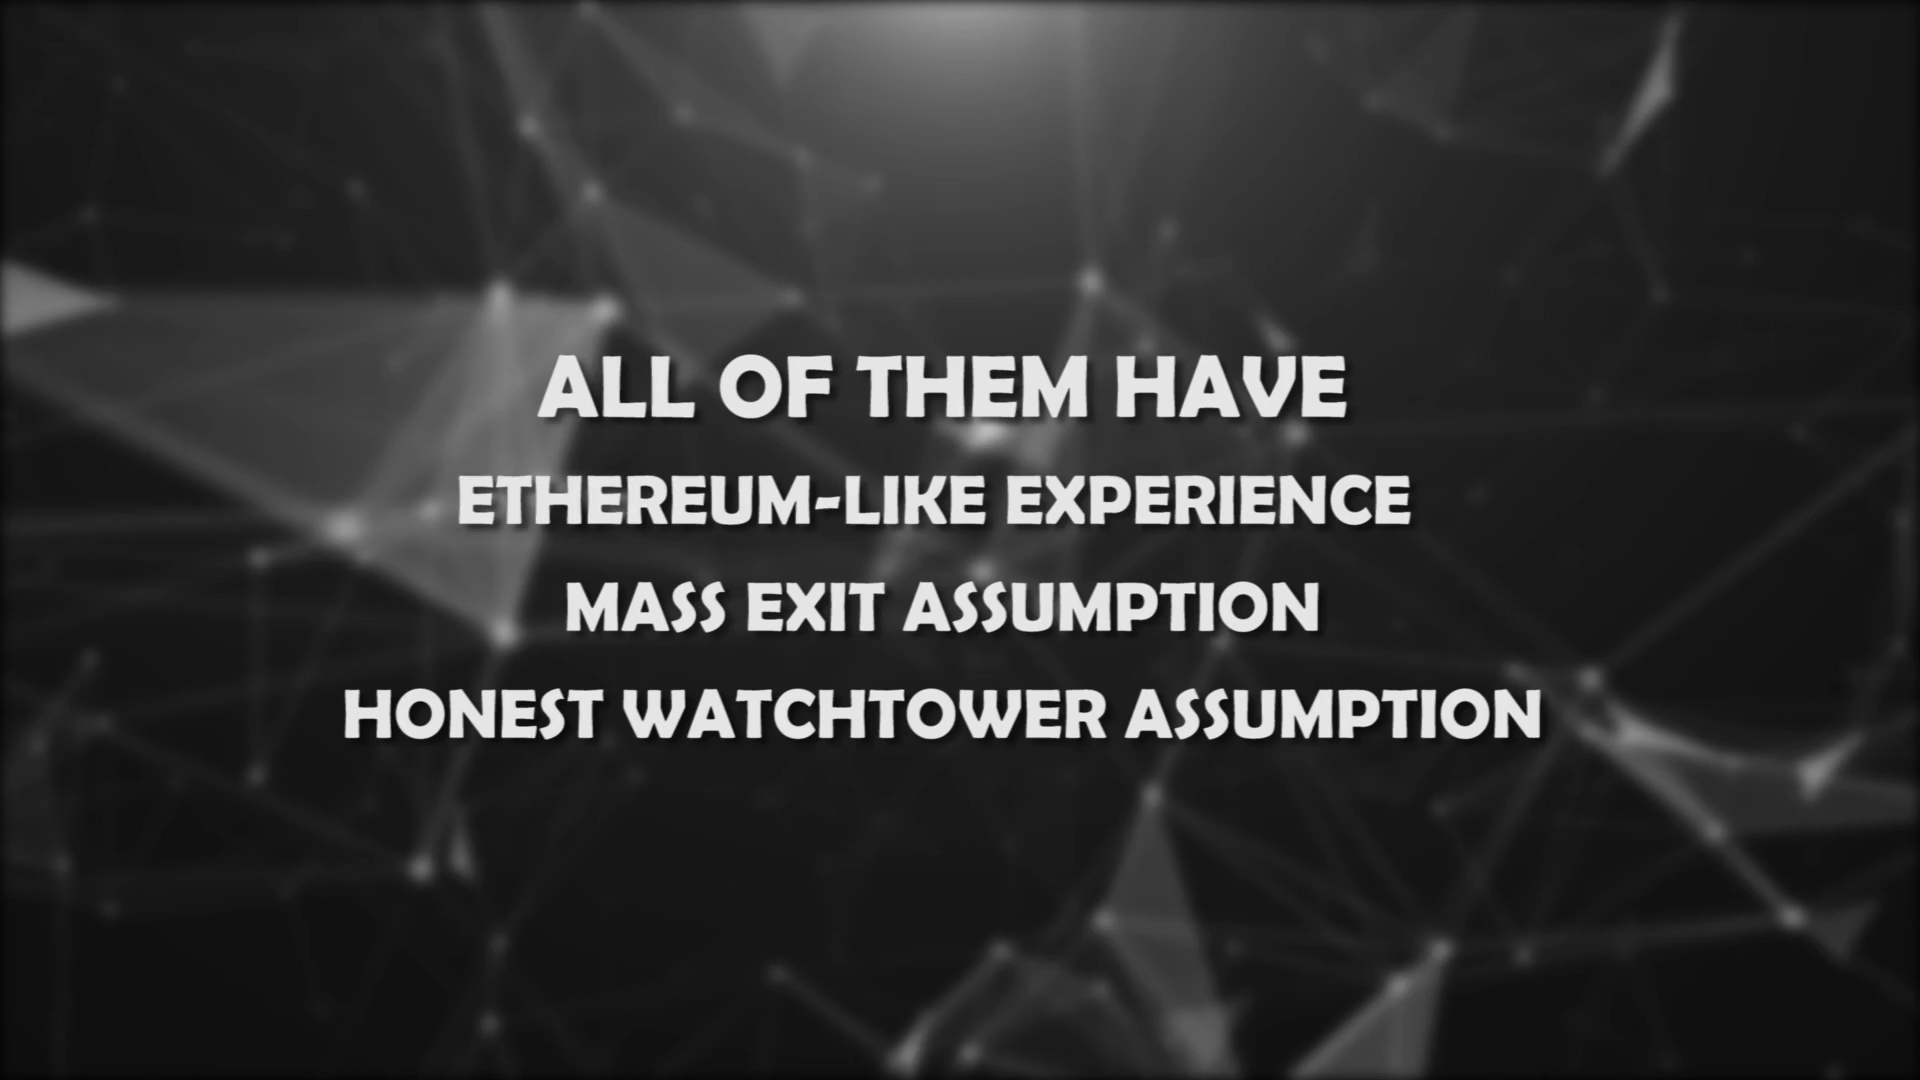 ALL OF THEM HAVE
ETHEREUM-LIKE EXPERIENCE
MASS EXIT ASSUMPTION
HONEST WATCHTOWER ASSUMPTION